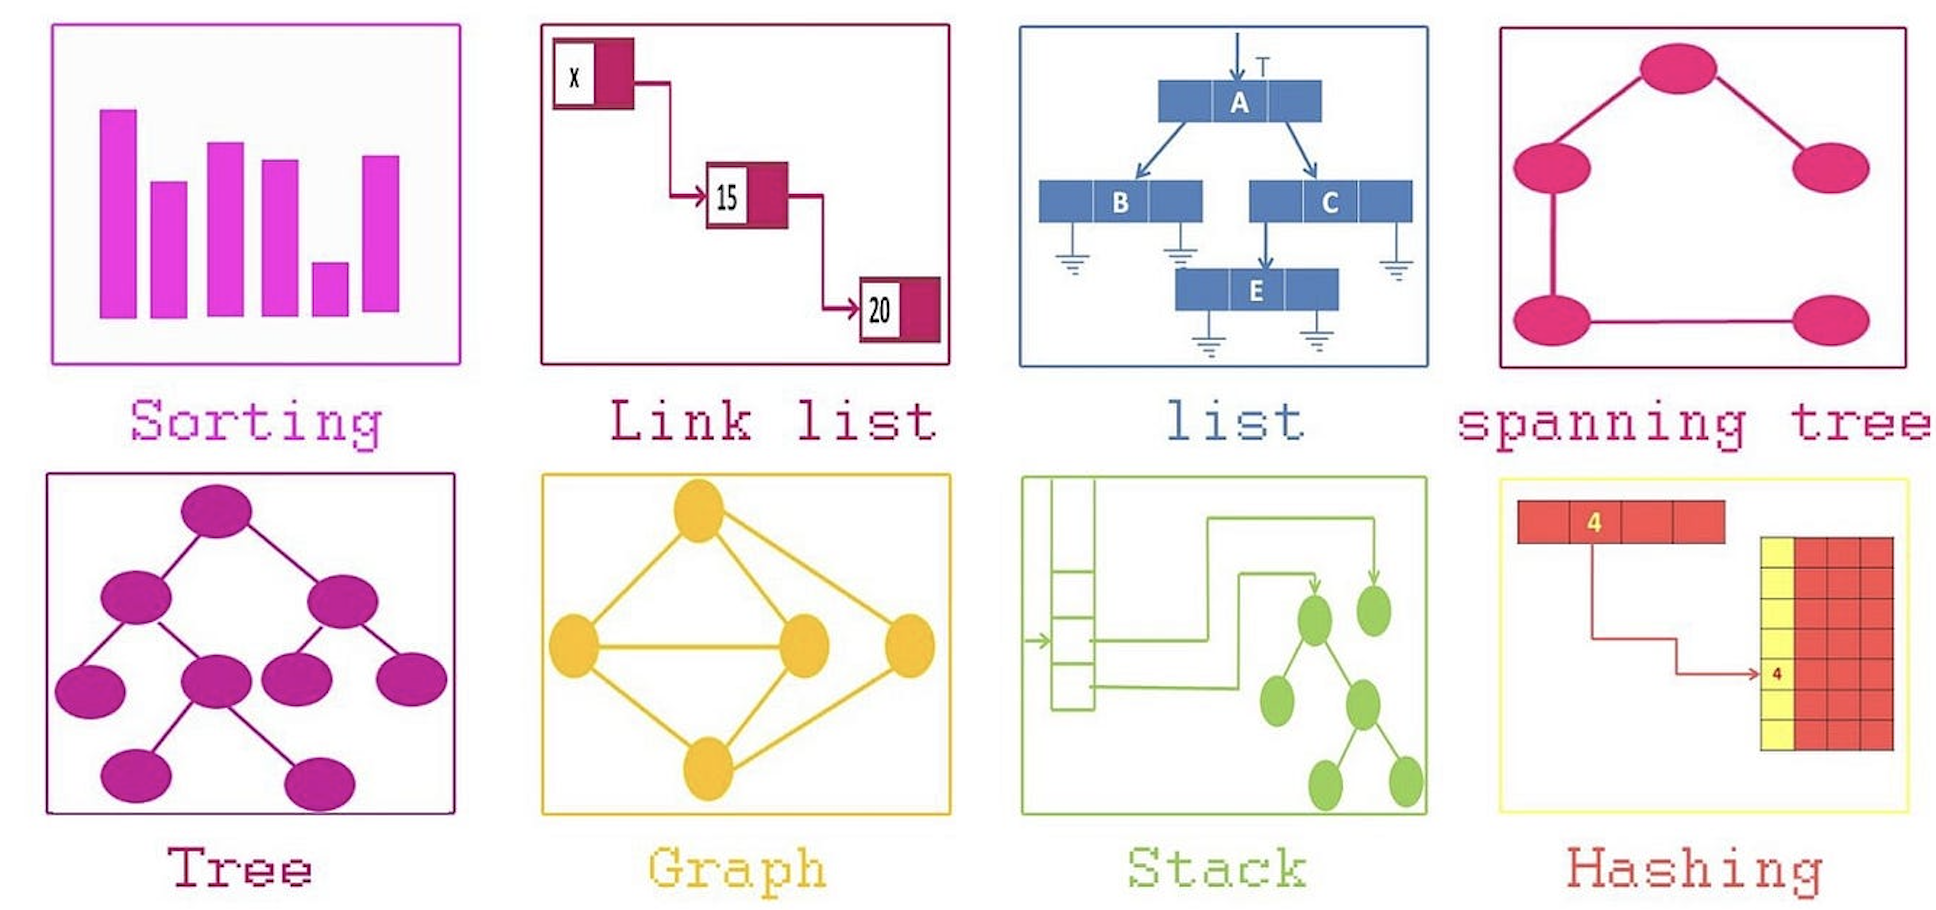 X
15
20
T
A
B
C
E
Sorting
Link list
list
spanning tree
4
4
Tree
Graph
Stack
Hashing